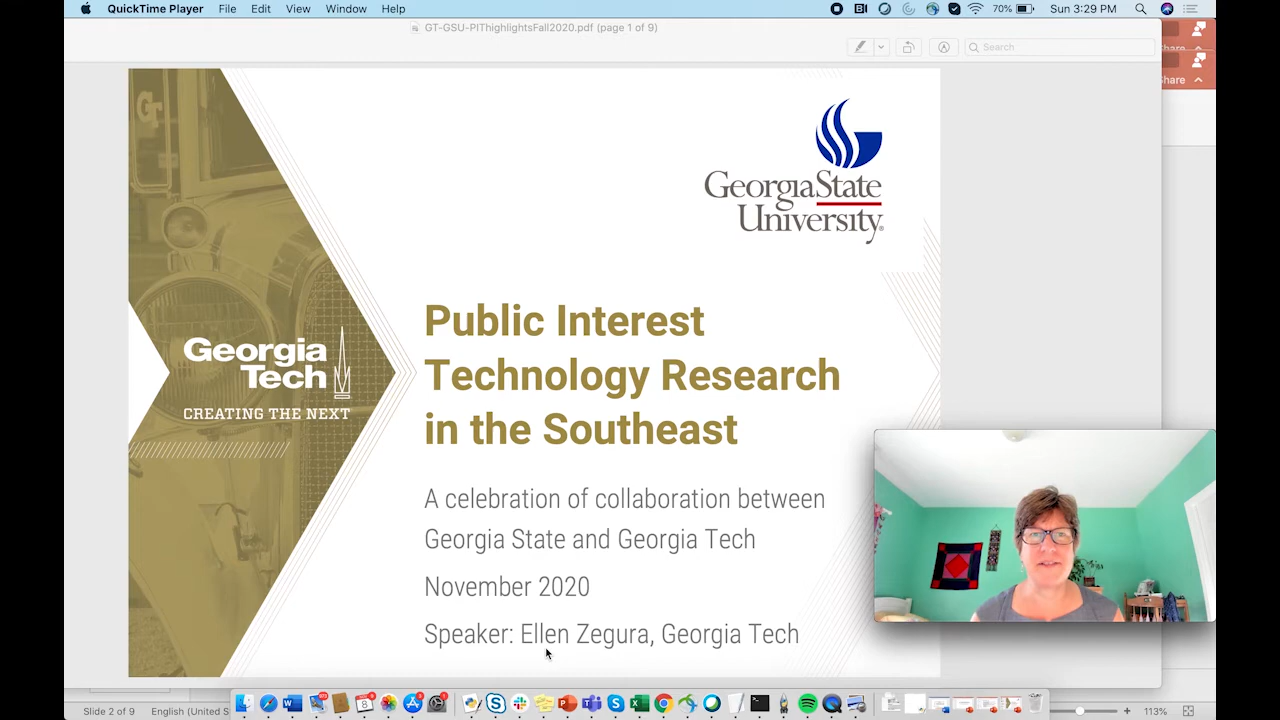 QuickTime Player File Edit View Window Help
70% Sun 3:29 PM
GT-GSU-PIThighlightsFall2020.pdf (page 1 of 9)
Search
Share
Share
GT
GeorgiaState
University
Georgia
Tech
CREATING THE NEXT
Public Interest
Technology Research
in the Southeast
A celebration of collaboration between
Georgia State and Georgia Tech
November 2020
Speaker: Ellen Zegura, Georgia Tech
Slide 2 of 9 English (United S
113%